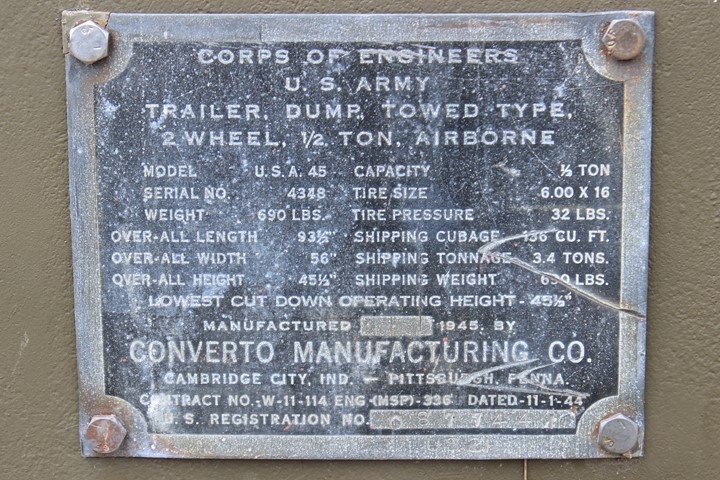 CORPS OF ENGINEERS
U. S. ARMY
TRAILER, DUMP, TOWED TYPE,
2 WHEEL, 1/2 TON, AIRBORNE
MODEL U.S.A. 45 CAPACITY ½ TON
SERIAL NO. 4348 TIRE SIZE 6.00 X 16
WEIGHT 690 LBS. TIRE PRESSURE 32 LBS.
OVER-ALL LENGTH 93½" SHIPPING CUBAGE 136 CU. FT.
OVER-ALL WIDTH 56" SHIPPING TONNAGE 3.4 TONS.
OVER-ALL HEIGHT 45½" SHIPPING WEIGHT 690 LBS.
LOWEST CUT DOWN OPERATING HEIGHT - 45½"
MANUFACTURED 1945. BY
CONVERTO MANUFACTURING CO.
CAMBRIDGE CITY, IND. - PITTSBURGH, PENNA.
CONTRACT NO.-W-11-114 ENG (MSP)-336 DATED-11-1-44
U. S. REGISTRATION NO.